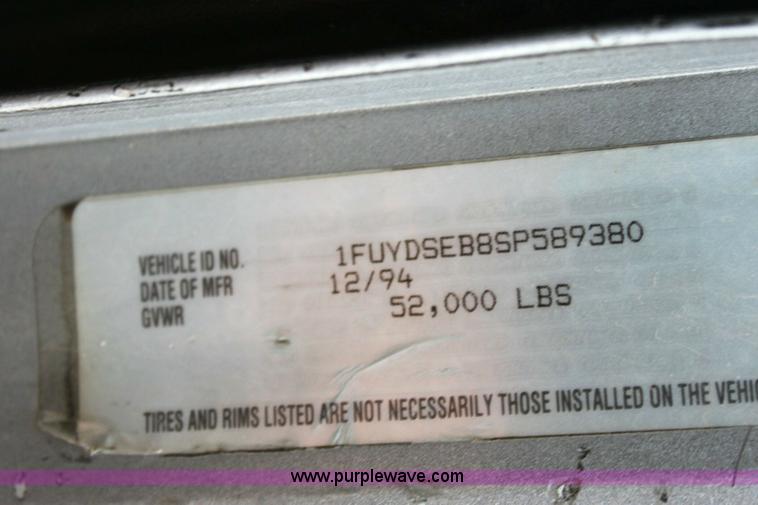 VEHICLE ID NO. 1FUYDSEB8SP589380
DATE OF MFR 12/94
GVWR 52,000 LBS
TIRES AND RIMS LISTED ARE NOT NECESSARILY THOSE INSTALLED ON THE VEHI
www.purplewave.com